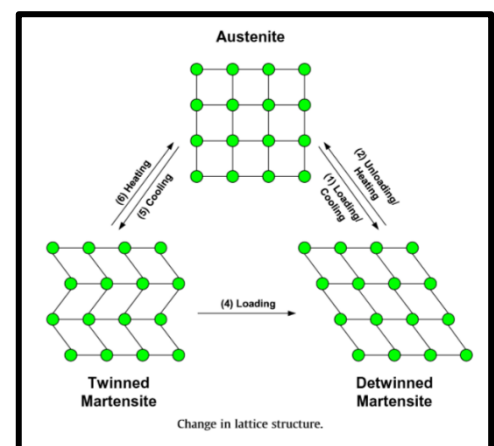 Austenite
(6) Heating
(5) Cooling
(2) Unloading/
Heating
(1) Loading/
Cooling
(4) Loading
Twinned
Martensite
Detwinned
Martensite
Change in lattice structure.